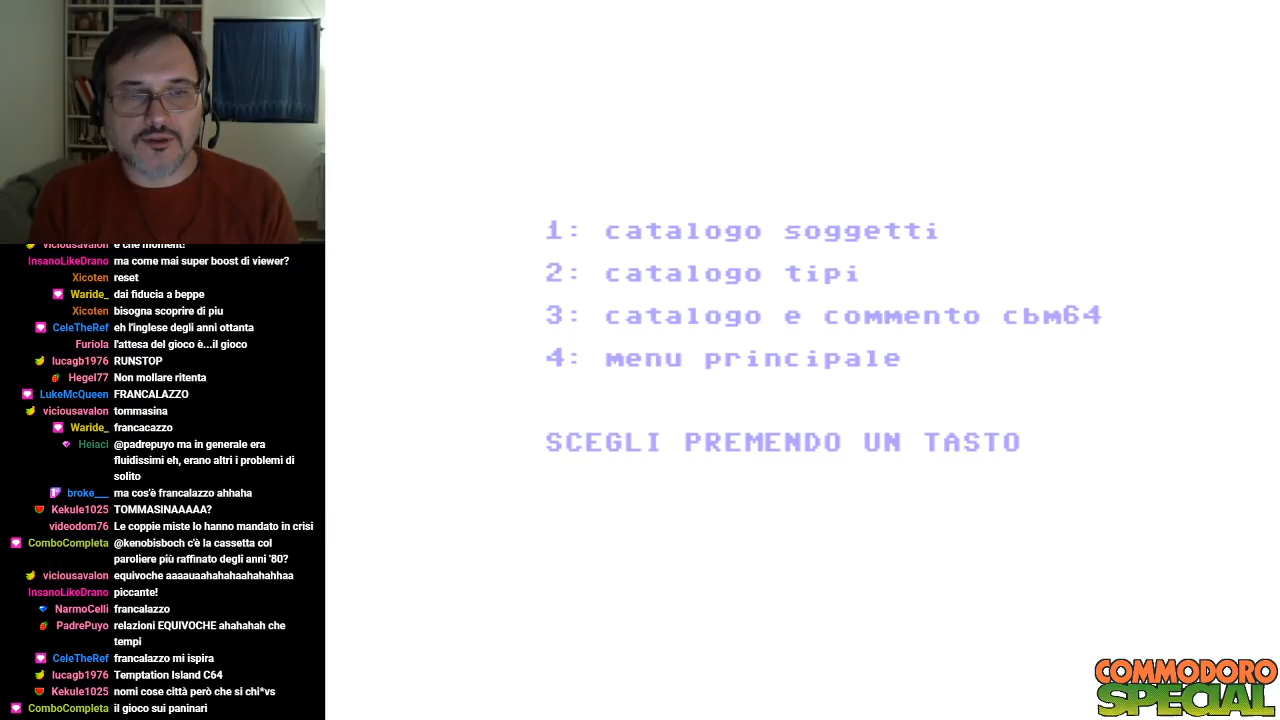 viciousavalon e che moment!
InsanoLikeDrano ma come mai super boost di viewer?
Xicoten reset
Waride_ dai fiducia a beppe
Xicoten bisogna scoprire di piu
CeleTheRef eh l'inglese degli anni ottanta
Furiola l'attesa del gioco è...il gioco
lucagb1976 RUNSTOP
Hegel77 Non mollare ritenta
LukeMcQueen FRANCALAZZO
viciousavalon tommasina
Waride_ francacazzo
Heiaci @padrepuyo ma in generale era
fluidissimi eh, erano altri i problemi di
solito
broke___ ma cos'è francalazzo ahhaha
Kekule1025 TOMMASINAAAAA?
videodom76 Le coppie miste lo hanno mandato in crisi
ComboCompleta @kenobisboch c'è la cassetta col
paroliere più raffinato degli anni '80?
viciousavalon equivoche aaaauaahahahaahahahhaa
InsanoLikeDrano piccante!
NarmoCelli francalazzo
PadrePuyo relazioni EQUIVOCHE ahahahah che
tempi
CeleTheRef francalazzo mi ispira
lucagb1976 Temptation Island C64
Kekule1025 nomi cose città però che si chi*vs
ComboCompleta il gioco sui paninari
1: catalogo soggetti
2: catalogo tipi
3: catalogo e commento cbm64
4: menu principale
SCEGLI PREMENDO UN TASTO
COMMODORO
SPECIAL